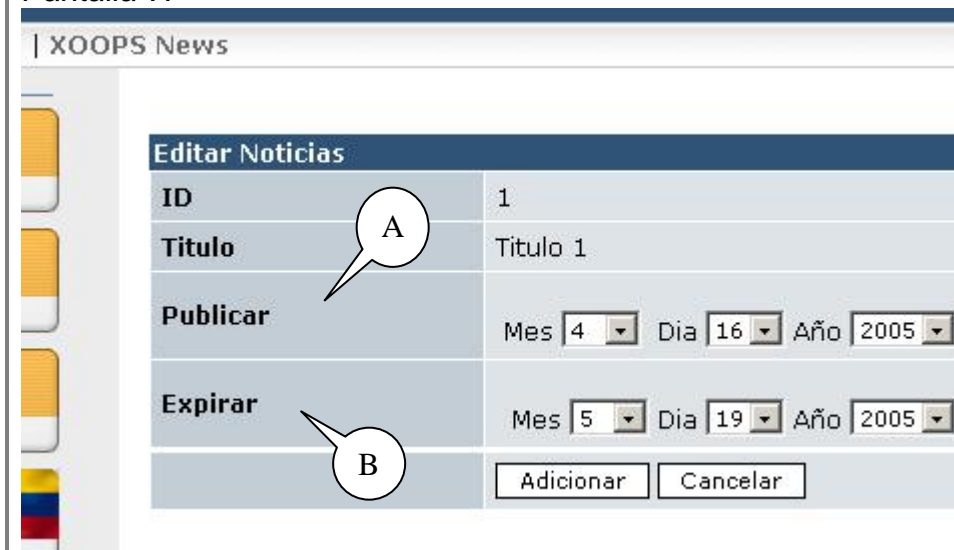 | XOOPS News
Editar Noticias
ID 1
A
Titulo Titulo 1
Publicar Mes 4 Dia 16 Año 2005
Expirar Mes 5 Dia 19 Año 2005
B
Adicionar Cancelar